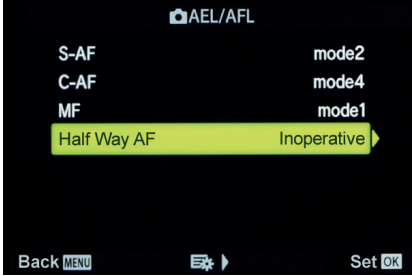 AEL/AFL
S-AF mode2
C-AF mode4
MF mode1
Half Way AF Inoperative
Back MENU Set OK